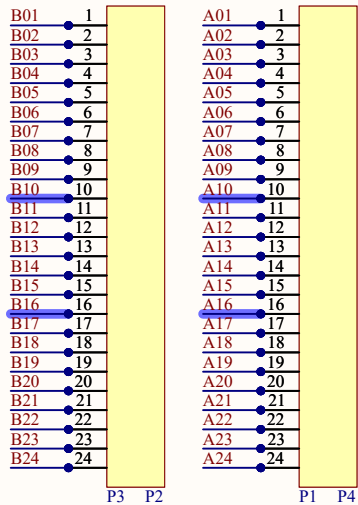 B01 1 A01 1
B02 2 A02 2
B03 3 A03 3
B04 4 A04 4
B05 5 A05 5
B06 6 A06 6
B07 7 A07 7
B08 8 A08 8
B09 9 A09 9
B10 10 A10 10
B11 11 A11 11
B12 12 A12 12
B13 13 A13 13
B14 14 A14 14
B15 15 A15 15
B16 16 A16 16
B17 17 A17 17
B18 18 A18 18
B19 19 A19 19
B20 20 A20 20
B21 21 A21 21
B22 22 A22 22
B23 23 A23 23
B24 24 A24 24
P3 P2 P1 P4